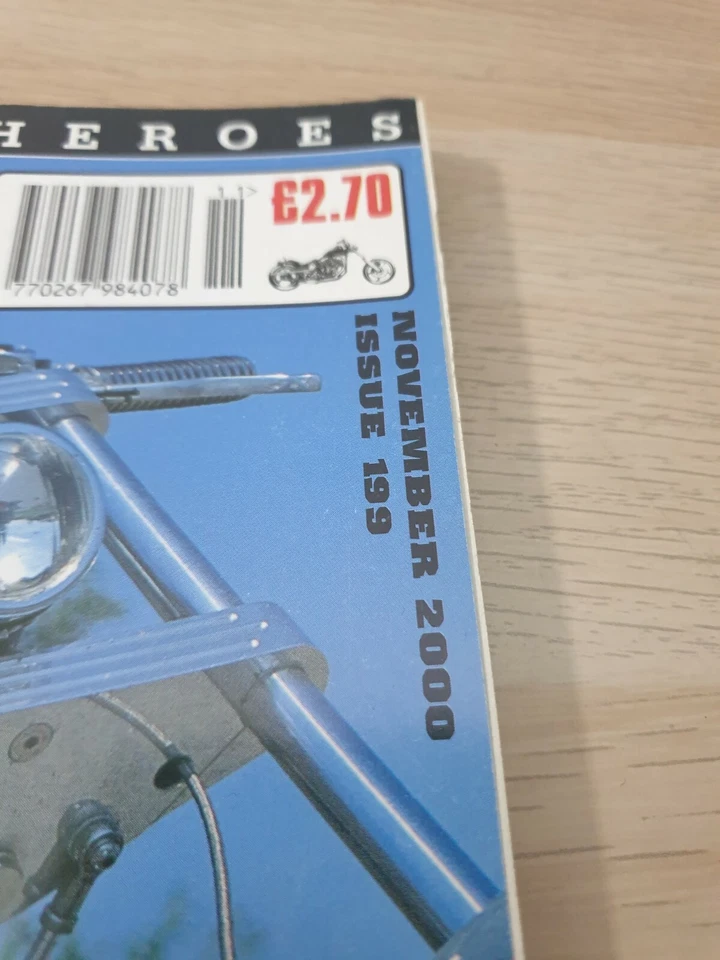 HEROES
11>
£2.70
770267 984078
NOVEMBER 2000
ISSUE 199